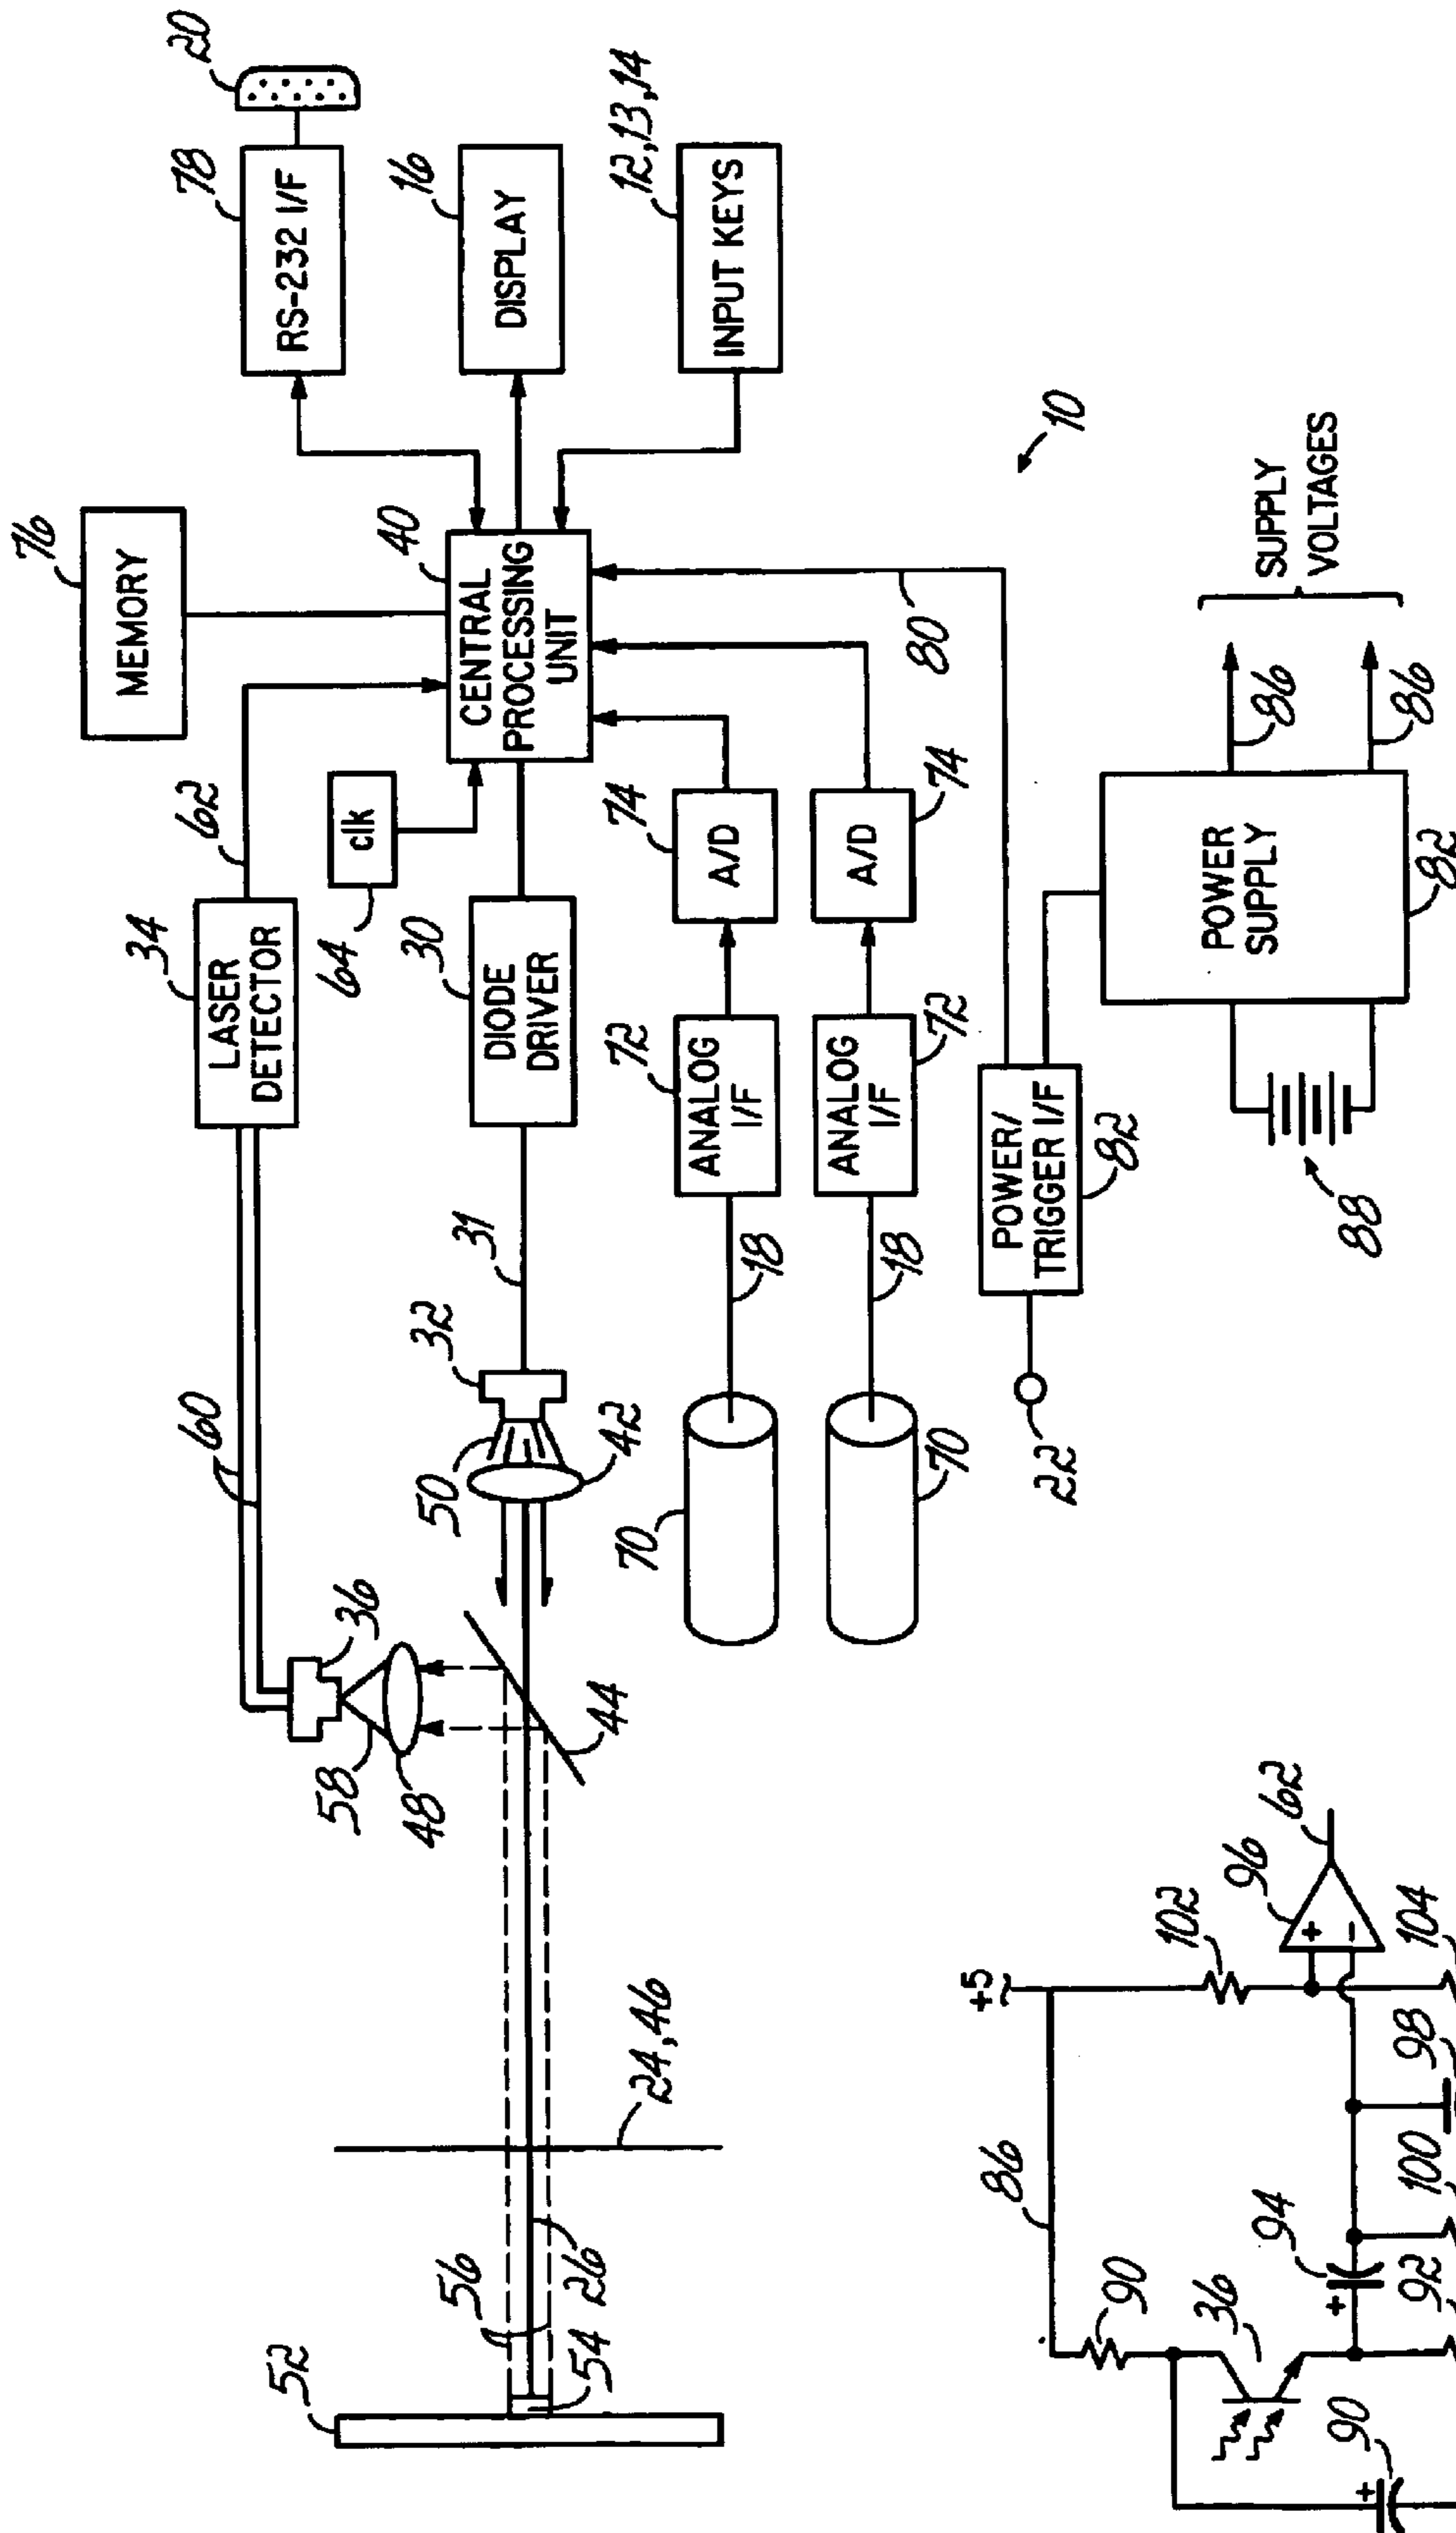 20
78
RS-232 I/F
16
DISPLAY
12,13,14
INPUT KEYS
76
MEMORY
40
CENTRAL
PROCESSING
UNIT
10
80
62
clk
64
34
LASER
DETECTOR
30
DIODE
DRIVER
74
A/D
A/D
74
72
ANALOG
I/F
ANALOG
I/F
72
SUPPLY
VOLTAGES
86
86
POWER
SUPPLY
82
POWER/
TRIGGER I/F
82
88
22
60
31
32
50
42
18
18
70
70
36
58
48
44
24,46
56
26
52
54
+5
86
102
96
+
-
62
104
98
100
94
+
92
90
36
90
+